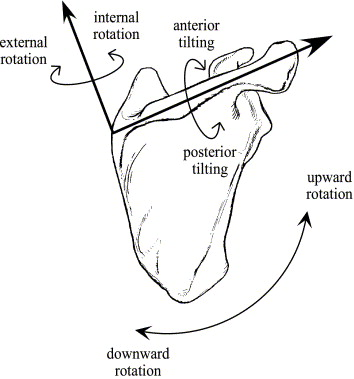 internal
rotation
external
rotation
anterior
tilting
posterior
tilting
upward
rotation
downward
rotation